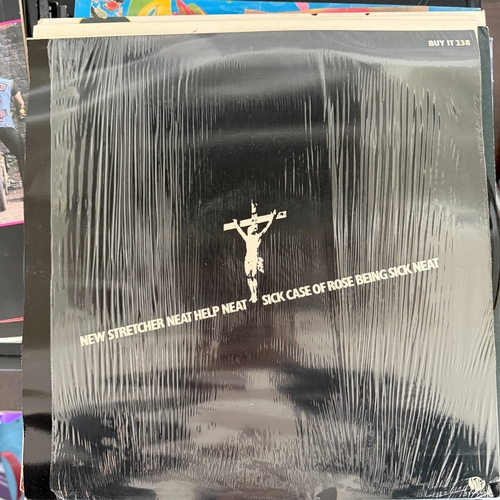 BUY IT 238
NEW STRETCHER NEAT HELP NEAT SICK CASE OF ROSE BEING SICK NEAT